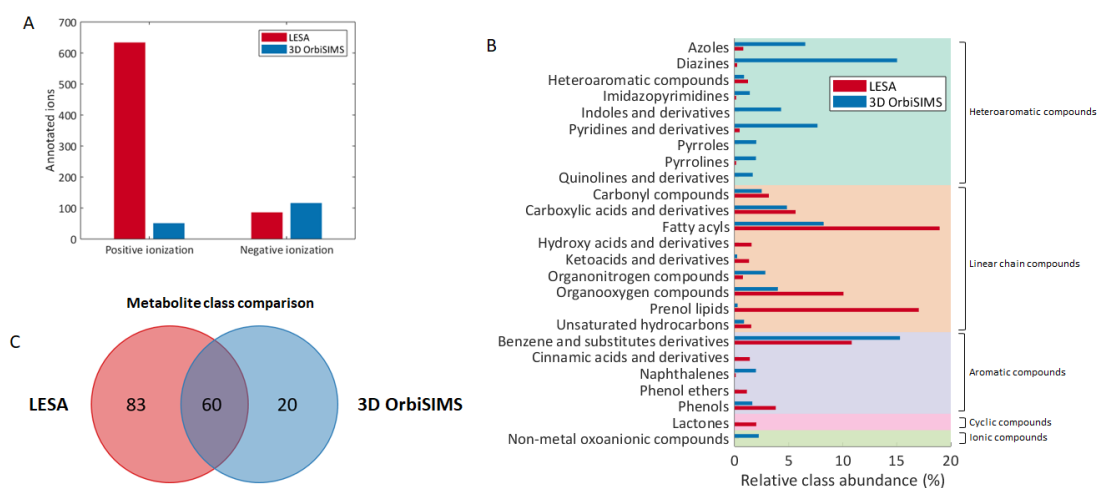 A
700
600
500
400
300
200
100
0
Annotated ions
LESA
3D OrbiSIMS
Positive ionization
Negative ionization
B
Azoles
Diazines
Heteroaromatic compounds
Imidazopyrimidines
Indoles and derivatives
Pyridines and derivatives
Pyrroles
Pyrrolines
Quinolines and derivatives
Carbonyl compounds
Carboxylic acids and derivatives
Fatty acyls
Hydroxy acids and derivatives
Ketoacids and derivatives
Organonitrogen compounds
Organooxygen compounds
Prenol lipids
Unsaturated hydrocarbons
Benzene and substitutes derivatives
Cinnamic acids and derivatives
Naphthalenes
Phenol ethers
Phenols
Lactones
Non-metal oxoanionic compounds
LESA
3D OrbiSIMS
Heteroaromatic compounds
Linear chain compounds
Aromatic compounds
Cyclic compounds
Ionic compounds
0 5 10 15 20
Relative class abundance (%)
C
Metabolite class comparison
LESA 83 60 20 3D OrbiSIMS